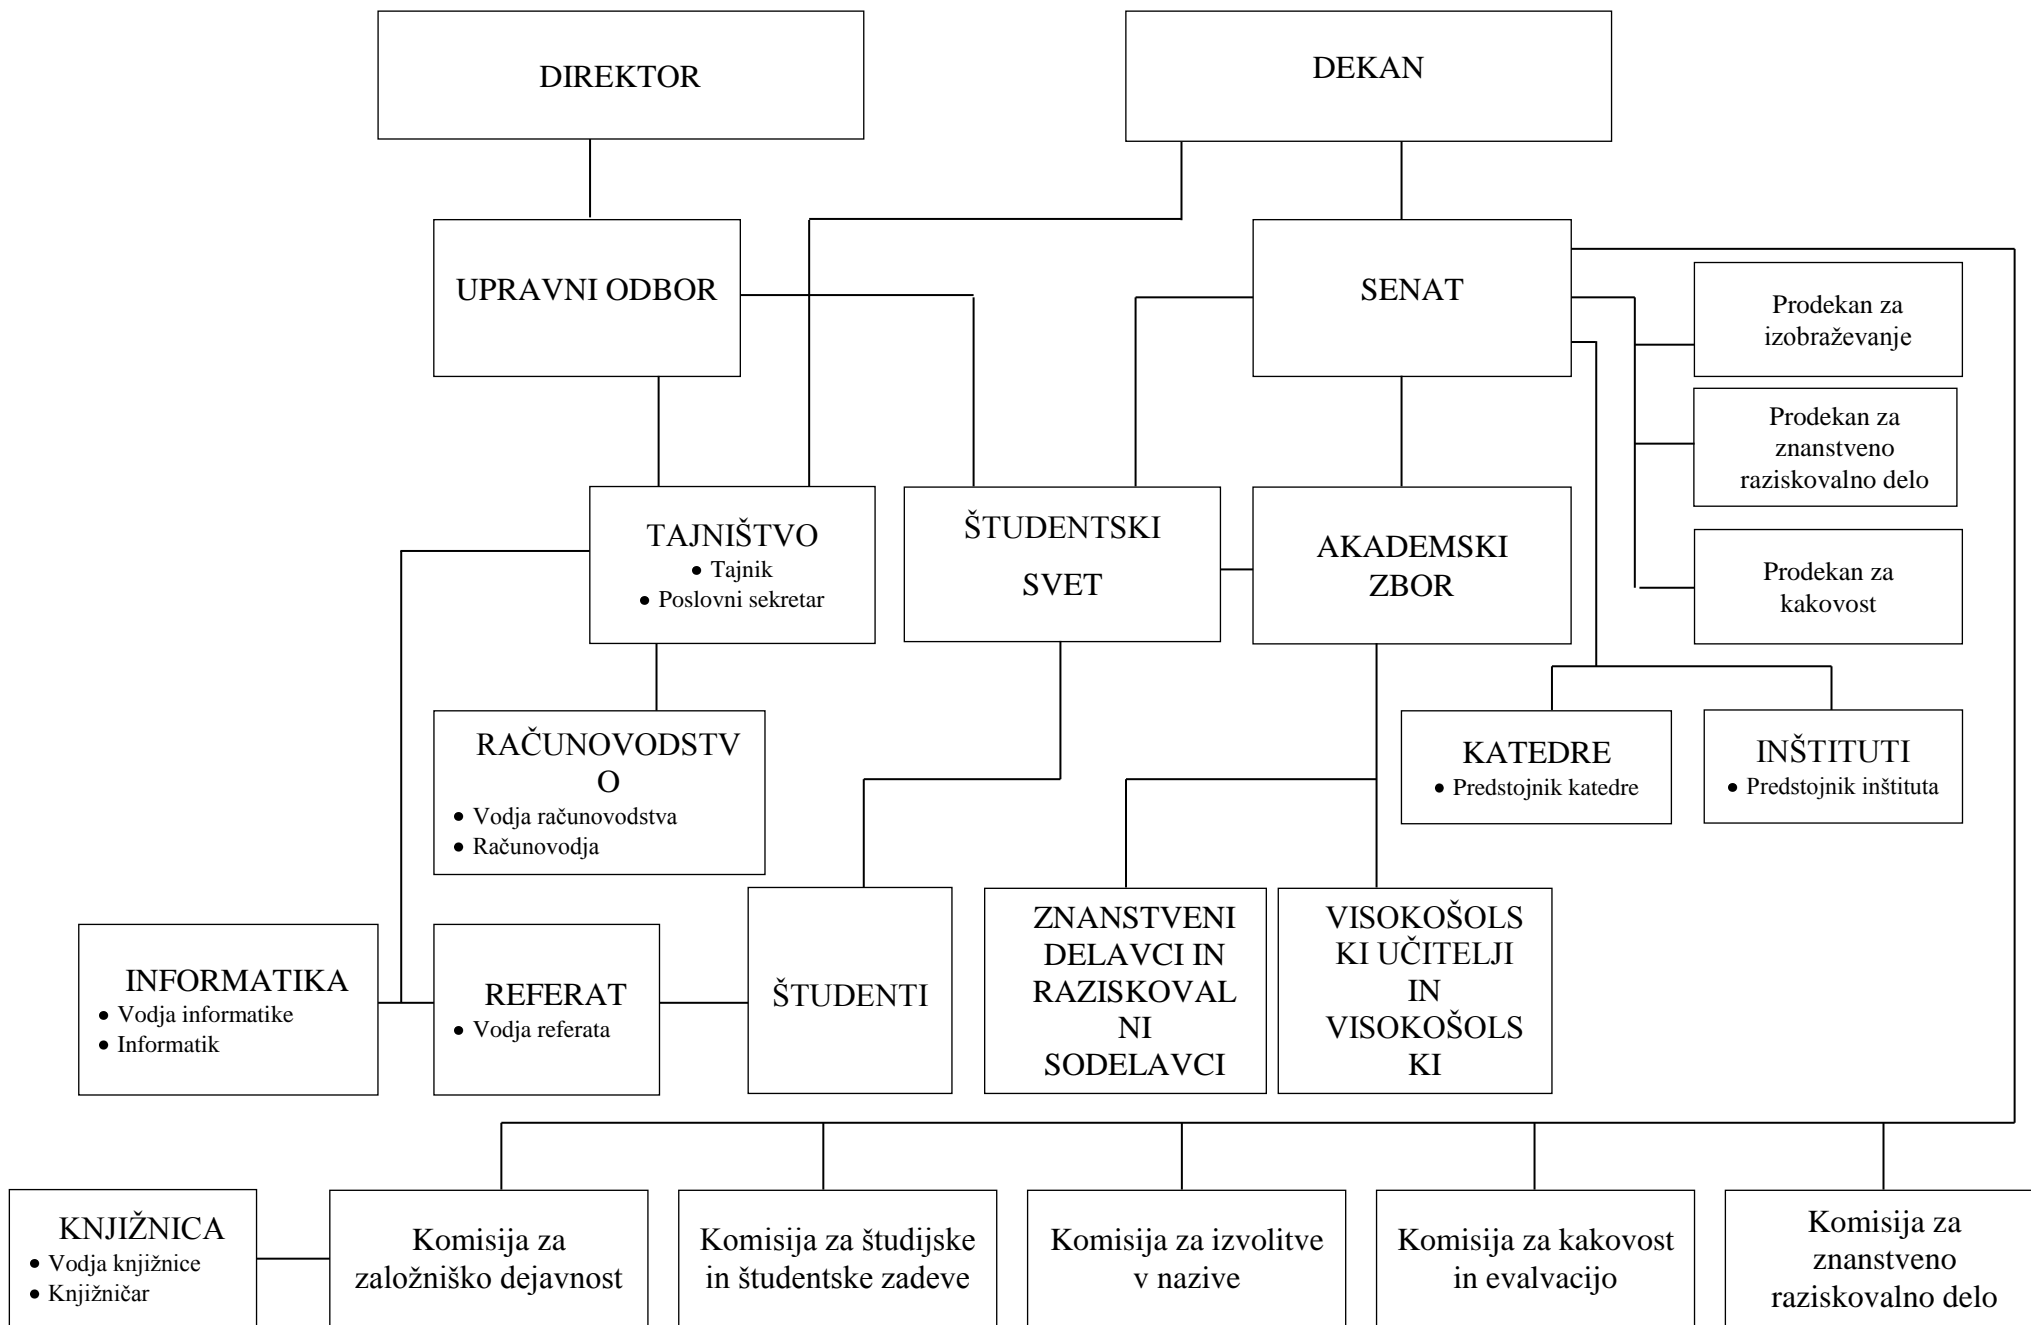 DIREKTOR
DEKAN
UPRAVNI ODBOR
SENAT
Prodekan za
izobraževanje
Prodekan za
znanstveno
raziskovalno delo
Prodekan za
kakovost
TAJNIŠTVO
• Tajnik
• Poslovni sekretar
ŠTUDENTSKI
SVET
AKADEMSKI
ZBOR
RAČUNOVODSTV
O
• Vodja računovodstva
• Računovodja
KATEDRE
• Predstojnik katedre
INŠTITUTI
• Predstojnik inštituta
INFORMATIKA
• Vodja informatike
• Informatik
REFERAT
• Vodja referata
ŠTUDENTI
ZNANSTVENI
DELAVCI IN
RAZISKOVAL
NI
SODELAVCI
VISOKOŠOLS
KI UČITELJI
IN
VISOKOŠOLS
KI
KNJIŽNICA
• Vodja knjižnice
• Knjižničar
Komisija za
založniško dejavnost
Komisija za študijske
in študentske zadeve
Komisija za izvolitve
v nazive
Komisija za kakovost
in evalvacijo
Komisija za
znanstveno
raziskovalno delo